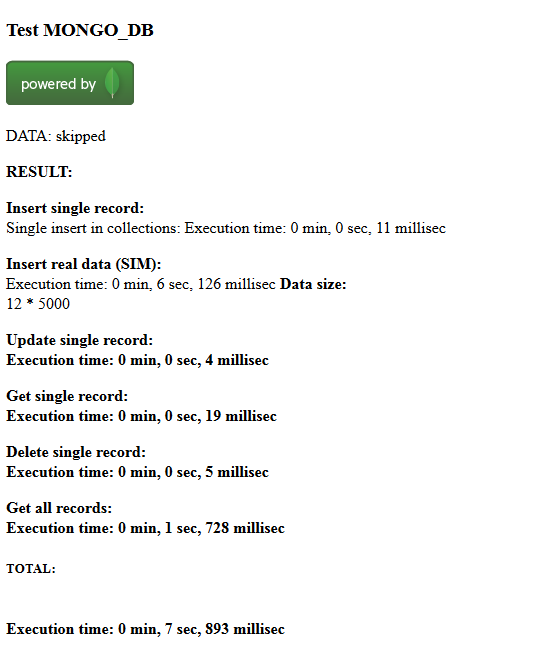 Test MONGO_DB
powered by
DATA: skipped
RESULT:
Insert single record:
Single insert in collections: Execution time: 0 min, 0 sec, 11 millisec
Insert real data (SIM):
Execution time: 0 min, 6 sec, 126 millisec Data size:
12 * 5000
Update single record:
Execution time: 0 min, 0 sec, 4 millisec
Get single record:
Execution time: 0 min, 0 sec, 19 millisec
Delete single record:
Execution time: 0 min, 0 sec, 5 millisec
Get all records:
Execution time: 0 min, 1 sec, 728 millisec
TOTAL:
Execution time: 0 min, 7 sec, 893 millisec